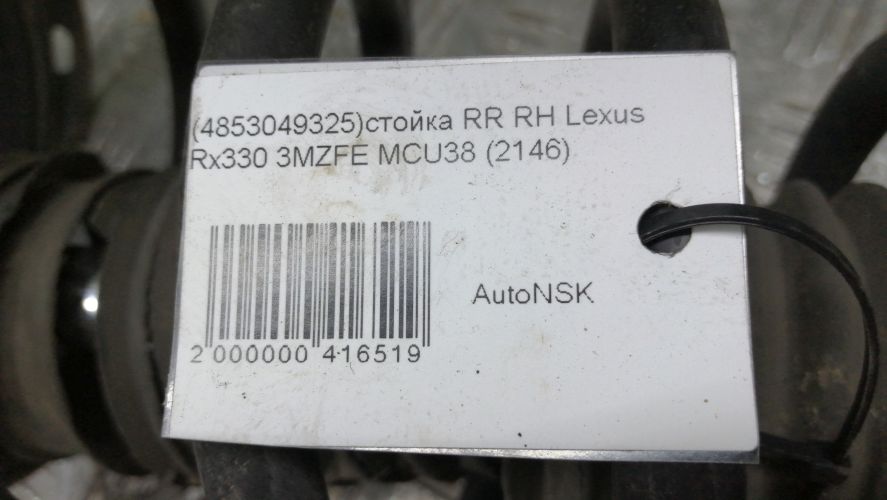 (4853049325)стойка RR RH Lexus
Rx330 3MZFE MCU38 (2146)
AutoNSK
2 000000 416519